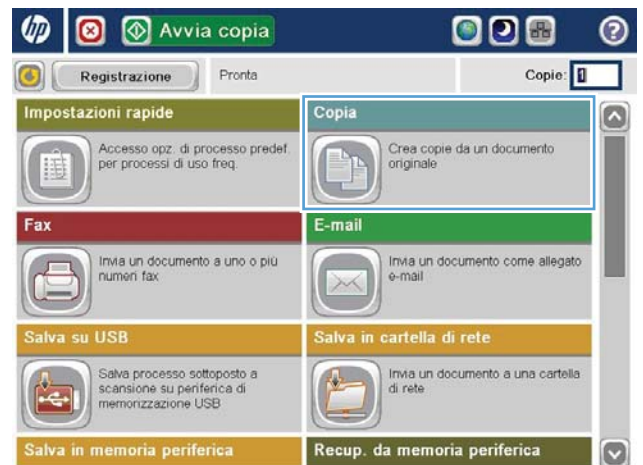 hp
Avvia copia
?
Registrazione
Pronta
Copie: 1
Impostazioni rapide
Accesso opz. di processo predef.
per processi di uso freq.
Copia
Crea copie da un documento
originale
Fax
Invia un documento a uno o più
numeri fax
E-mail
Invia un documento come allegato
e-mail
Salva su USB
Salva processo sottoposto a
scansione su periferica di
memorizzazione USB
Salva in cartella di rete
Invia un documento a una cartella
di rete
Salva in memoria periferica
Recup. da memoria periferica